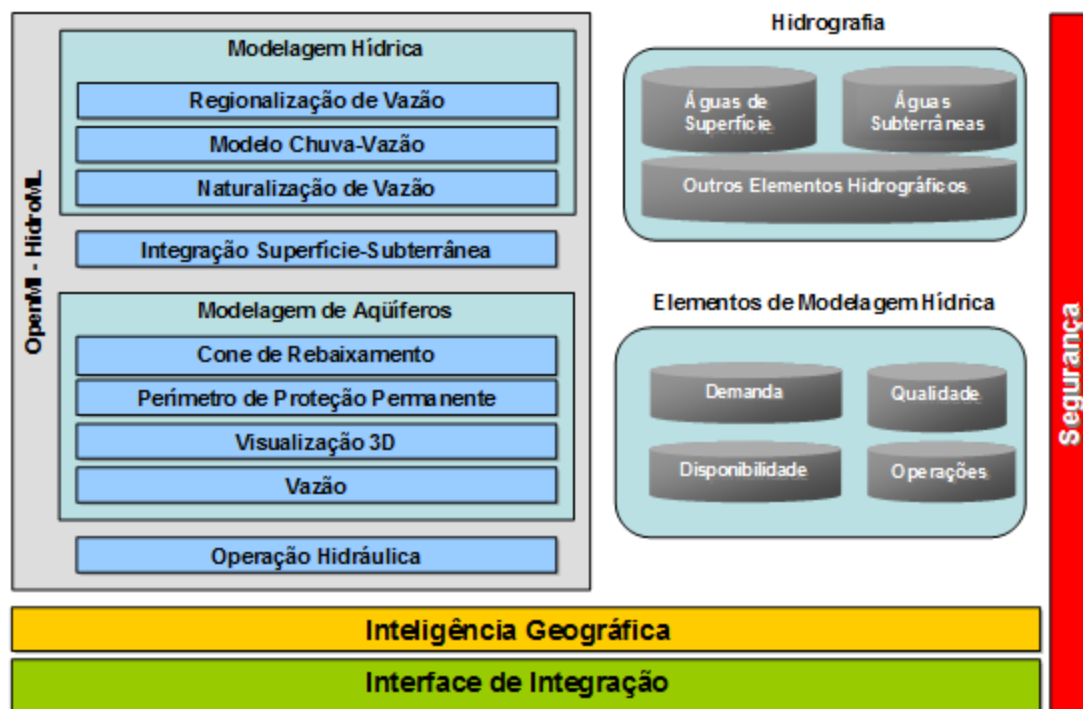 OpenMI - HidroML
Modelagem Hídrica
Regionalização de Vazão
Modelo Chuva-Vazão
Naturalização de Vazão
Integração Superfície-Subterrânea
Modelagem de Aqüíferos
Cone de Rebaixamento
Perímetro de Proteção Permanente
Visualização 3D
Vazão
Operação Hidráulica
Hidrografia
Águas de
Superfície
Águas
Subterrâneas
Outros Elementos Hidrográficos
Elementos de Modelagem Hídrica
Demanda
Qualidade
Disponibilidade
Operações
Segurança
Inteligência Geográfica
Interface de Integração